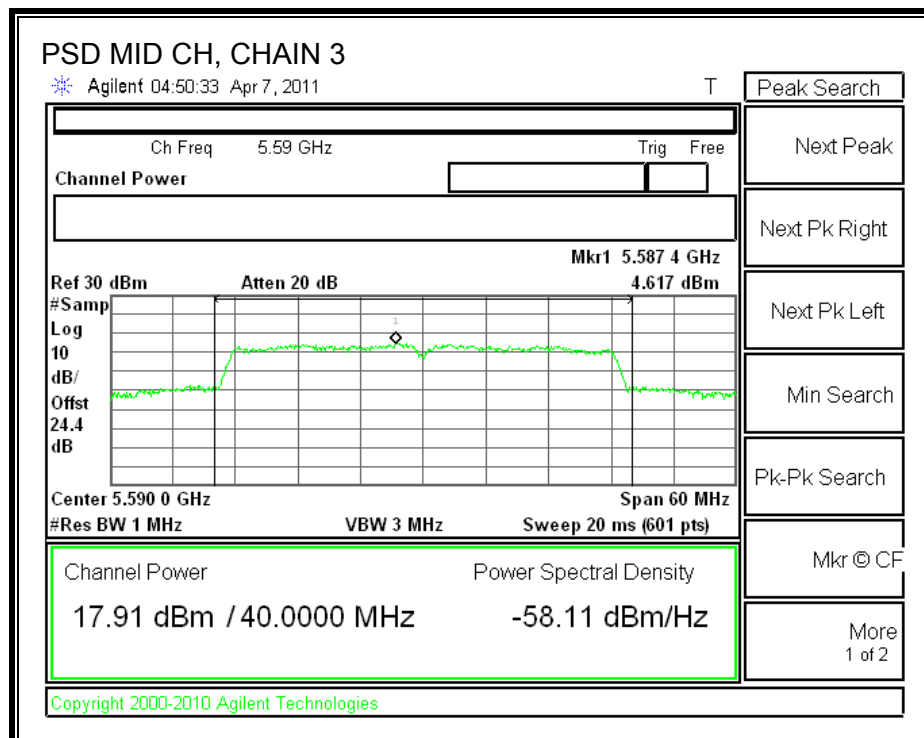 PSD MID CH, CHAIN 3
Agilent 04:50:33 Apr 7, 2011 T
Peak Search
Ch Freq 5.59 GHz Trig Free
Channel Power
Next Peak
Next Pk Right
Mkr1 5.587 4 GHz
Ref 30 dBm Atten 20 dB 4.617 dBm
#Samp
Log
10
dB/
Offst
24.4
dB
1
Next Pk Left
Min Search
Pk-Pk Search
Center 5.590 0 GHz Span 60 MHz
#Res BW 1 MHz VBW 3 MHz Sweep 20 ms (601 pts)
Channel Power Power Spectral Density
17.91 dBm / 40.0000 MHz -58.11 dBm/Hz
Mkr © CF
More
1 of 2
Copyright 2000-2010 Agilent Technologies